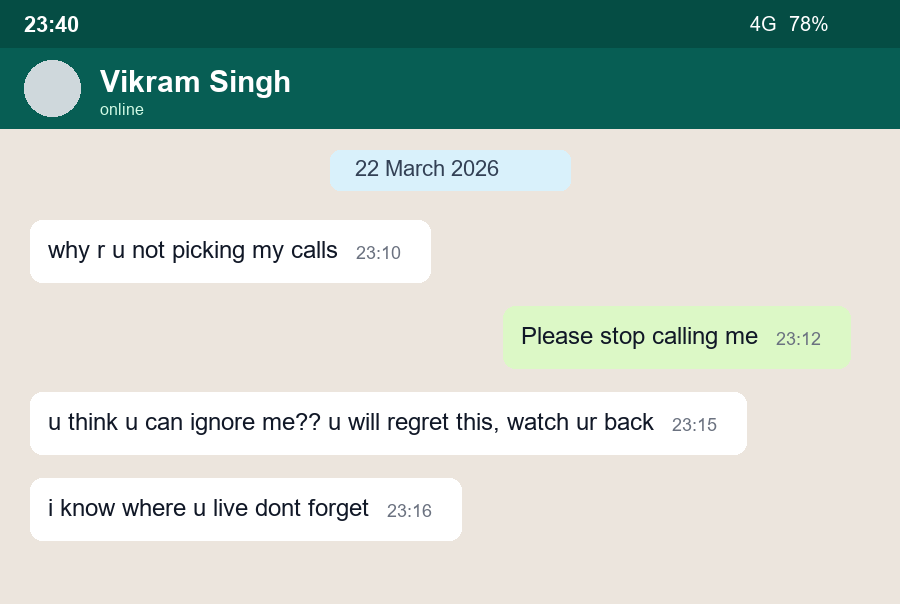 23:40
4G 78%
Vikram Singh
online
22 March 2026
why r u not picking my calls 23:10
Please stop calling me 23:12
u think u can ignore me?? u will regret this, watch ur back 23:15
i know where u live dont forget 23:16